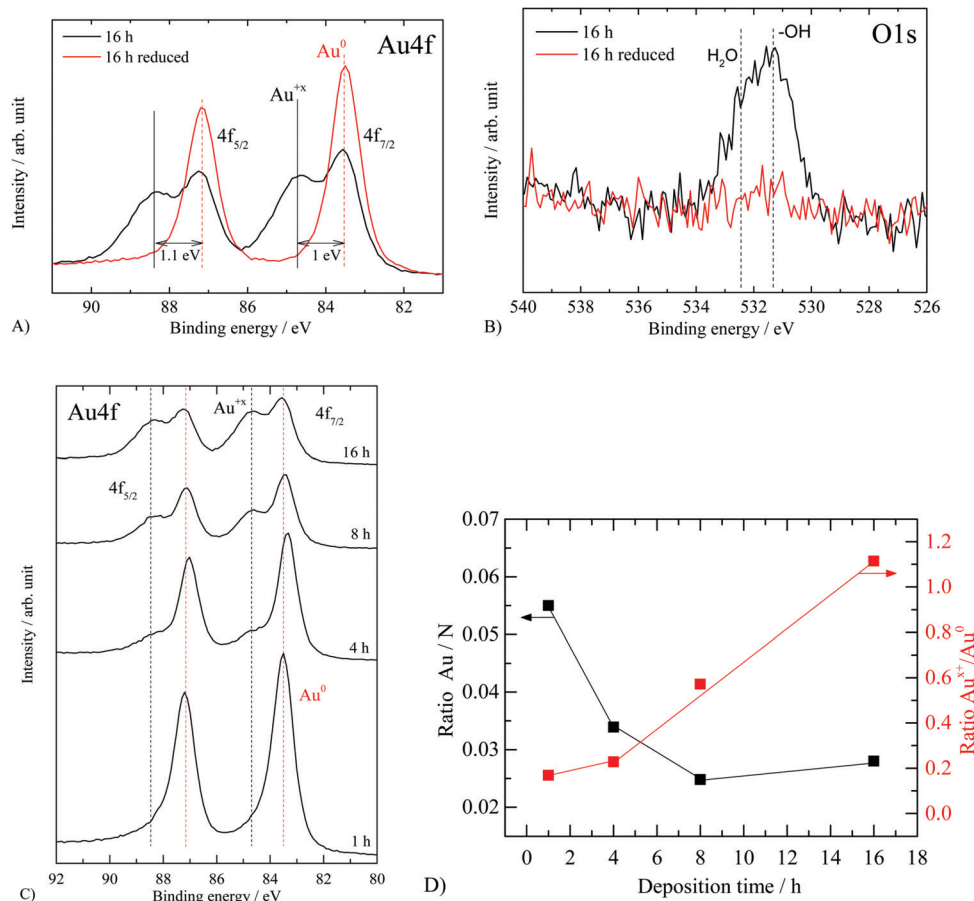 16 h
16 h reduced
Au4f
Au⁰
Au⁺ˣ
4f₅/₂
4f₇/₂
1.1 eV
1 eV
Intensity / arb. unit
90
88
86
84
82
Binding energy / eV
A)
16 h
16 h reduced
O1s
H₂O
-OH
Intensity / arb. unit
540
538
536
534
532
530
528
526
Binding energy / eV
B)
Au4f
Au⁺ˣ
4f₇/₂
16 h
4f₅/₂
8 h
4 h
Au⁰
1 h
Intensity / arb. unit
92
90
88
86
84
82
80
Binding energy / eV
C)
0.07
0.06
0.05
0.04
0.03
0.02
Ratio Au / N
1.2
1.0
0.8
0.6
0.4
0.2
0.0
Ratio Auˣ⁺/Au⁰
0
2
4
6
8
10
12
14
16
18
Deposition time / h
D)